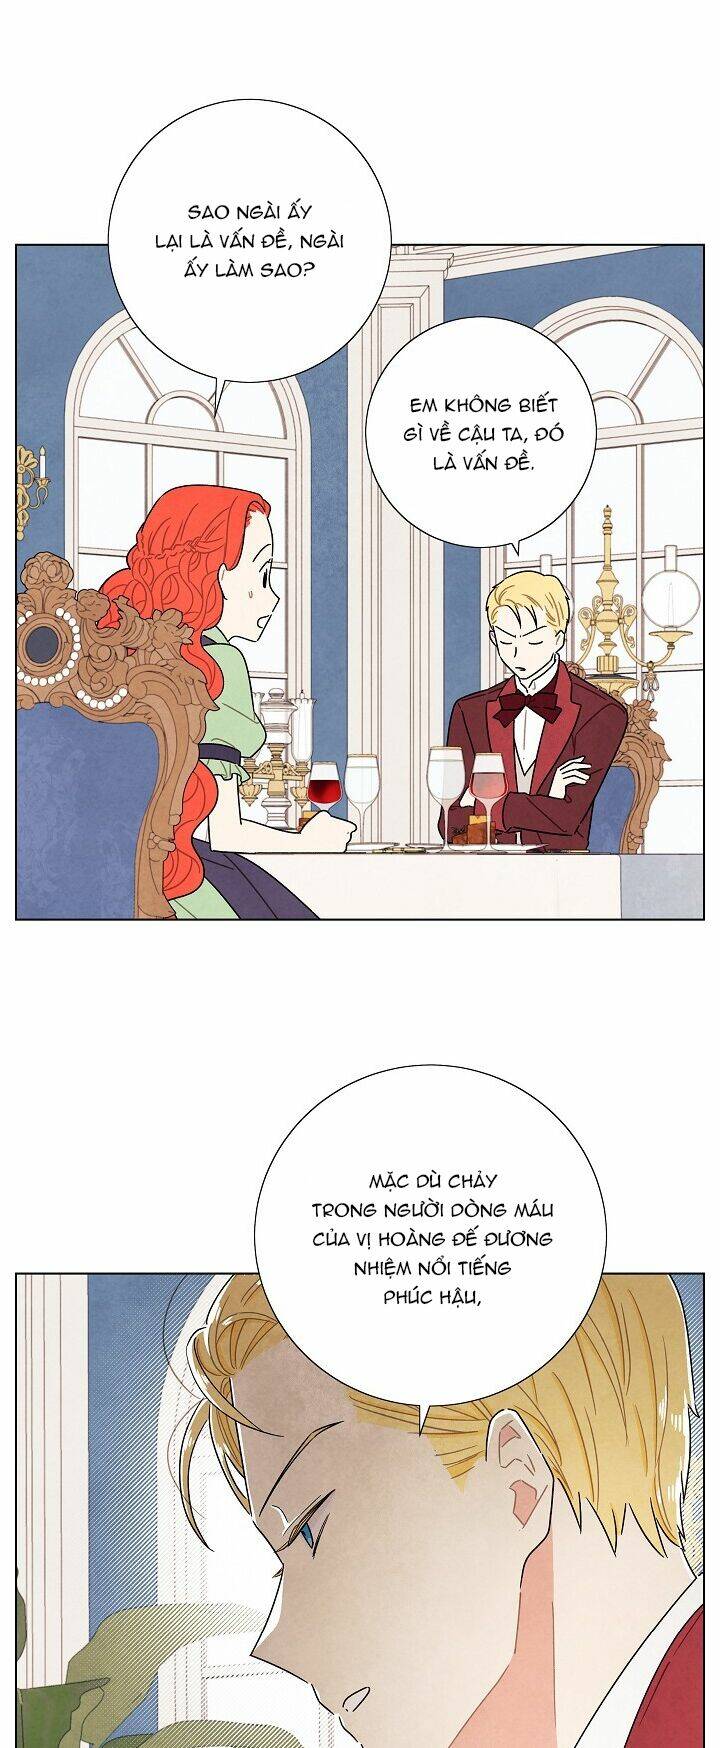 SAO NGÀI ẤY
LẠI LÀ VẤN ĐỀ, NGÀI
ẤY LÀM SAO?
EM KHÔNG BIẾT
GÌ VỀ CẬU TA, ĐÓ
LÀ VẤN ĐỀ.
MẶC DÙ CHẢY
TRONG NGƯỜI DÒNG MÁU
CỦA VỊ HOÀNG ĐẾ ĐƯƠNG
NHIỆM NỔI TIẾNG
PHÚC HẬU,